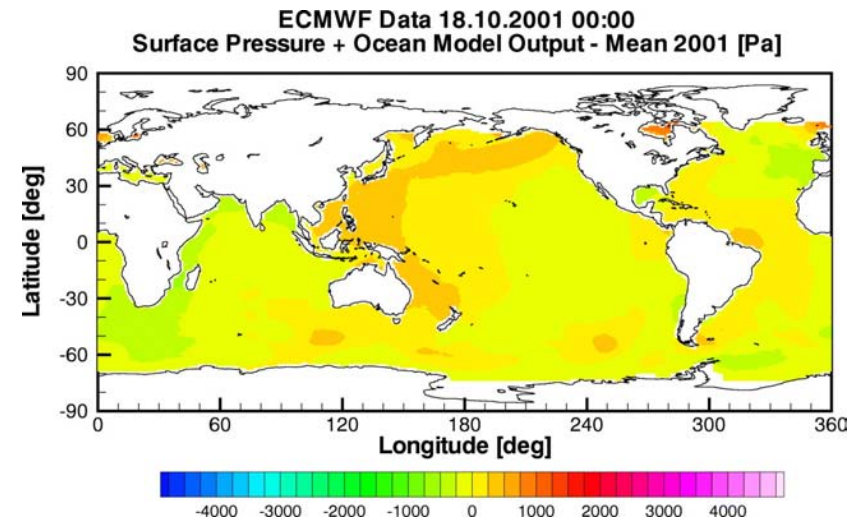 ECMWF Data 18.10.2001 00:00
Surface Pressure + Ocean Model Output - Mean 2001 [Pa]
90
60
30
0
-30
-60
-90
Latitude [deg]
0 60 120 180 240 300 360
Longitude [deg]
-4000 -3000 -2000 -1000 0 1000 2000 3000 4000